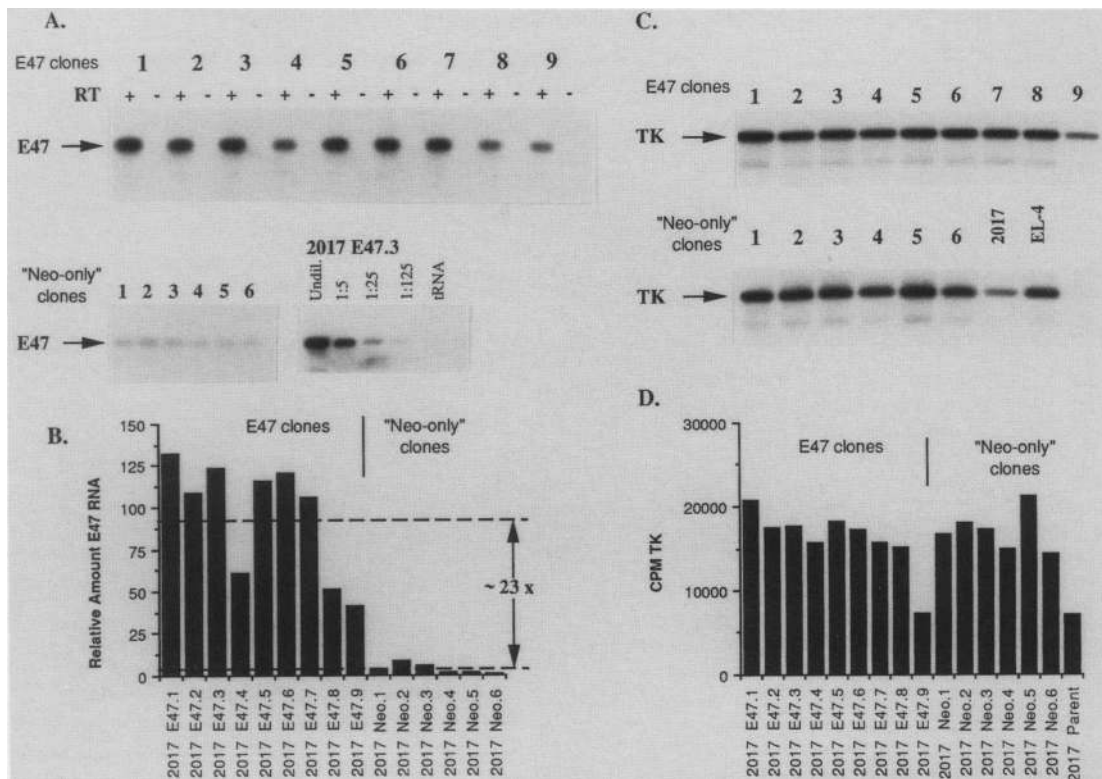 A.
E47 clones 1 2 3 4 5 6 7 8 9
RT + - + - + - + - + - + - + - + - + -
E47
"Neo-only"
clones
1 2 3 4 5 6
2017 E47.3
Undil.
1:5
1:25
1:125
tRNA
E47
B.
E47 clones
"Neo-only"
clones
Relative Amount E47 RNA
150
125
100
75
50
25
0
~ 23 x
2017 E47.1
2017 E47.2
2017 E47.3
2017 E47.4
2017 E47.5
2017 E47.6
2017 E47.7
2017 E47.8
2017 E47.9
2017 Neo.1
2017 Neo.2
2017 Neo.3
2017 Neo.4
2017 Neo.5
2017 Neo.6
C.
E47 clones
1 2 3 4 5 6 7 8 9
TK
"Neo-only"
clones
1 2 3 4 5 6
2017
EL-4
TK
D.
E47 clones
"Neo-only"
clones
CPM TK
30000
20000
10000
0
2017 E47.1
2017 E47.2
2017 E47.3
2017 E47.4
2017 E47.5
2017 E47.6
2017 E47.7
2017 E47.8
2017 E47.9
2017 Neo.1
2017 Neo.2
2017 Neo.3
2017 Neo.4
2017 Neo.5
2017 Neo.6
2017 Parent